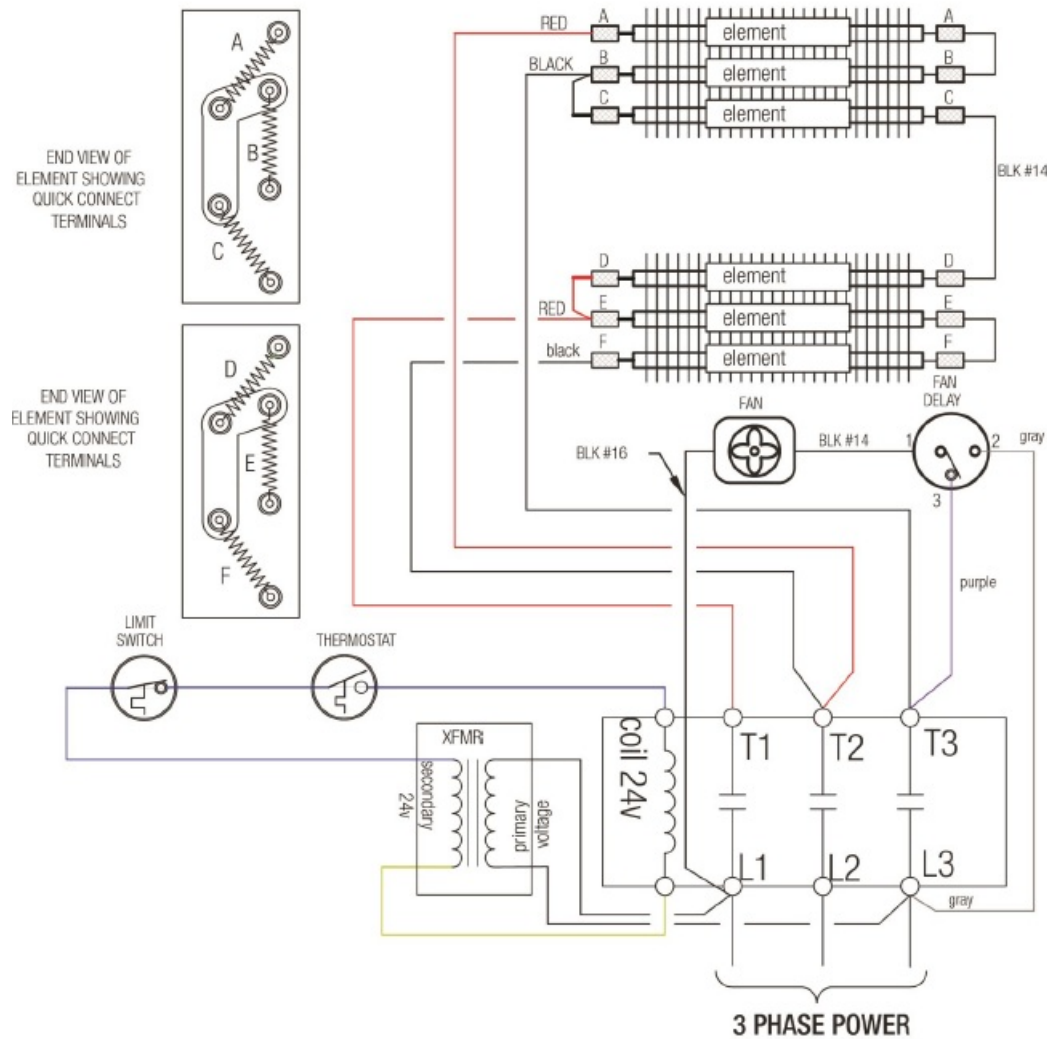 A
B
C
END VIEW OF
ELEMENT SHOWING
QUICK CONNECT
TERMINALS
D
E
F
END VIEW OF
ELEMENT SHOWING
QUICK CONNECT
TERMINALS
RED
A
element
A
BLACK
B
element
B
C
element
C
BLK #14
D
element
D
RED
E
element
E
black
F
element
F
FAN
FAN
DELAY
BLK #16
BLK #14
1
2
gray
3
purple
LIMIT
SWITCH
THERMOSTAT
XFMR
secondary
24v
primary
voltage
coil 24v
T1
T2
T3
L1
L2
L3
gray
3 PHASE POWER